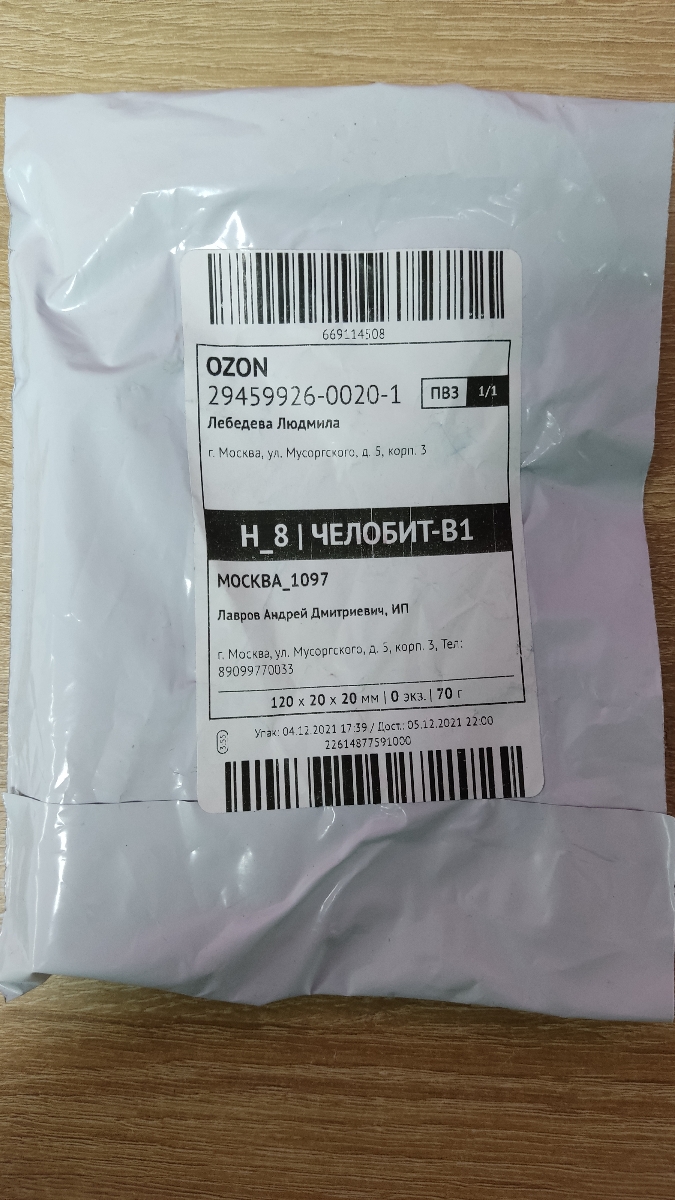 669114508
OZON
29459926-0020-1 ПВЗ 1/1
Лебедева Людмила
г. Москва, ул. Мусоргского, д. 5, корп. 3
Н_8 | ЧЕЛОБИТ-В1
МОСКВА_1097
Лавров Андрей Дмитриевич, ИП
г. Москва, ул. Мусоргского, д. 5, корп. 3, Тел:
89099770033
120 x 20 x 20 мм | 0 экз. | 70 г
Упак: 04.12.2021 17:39 / Дост.: 05.12.2021 22:00
22614877591000